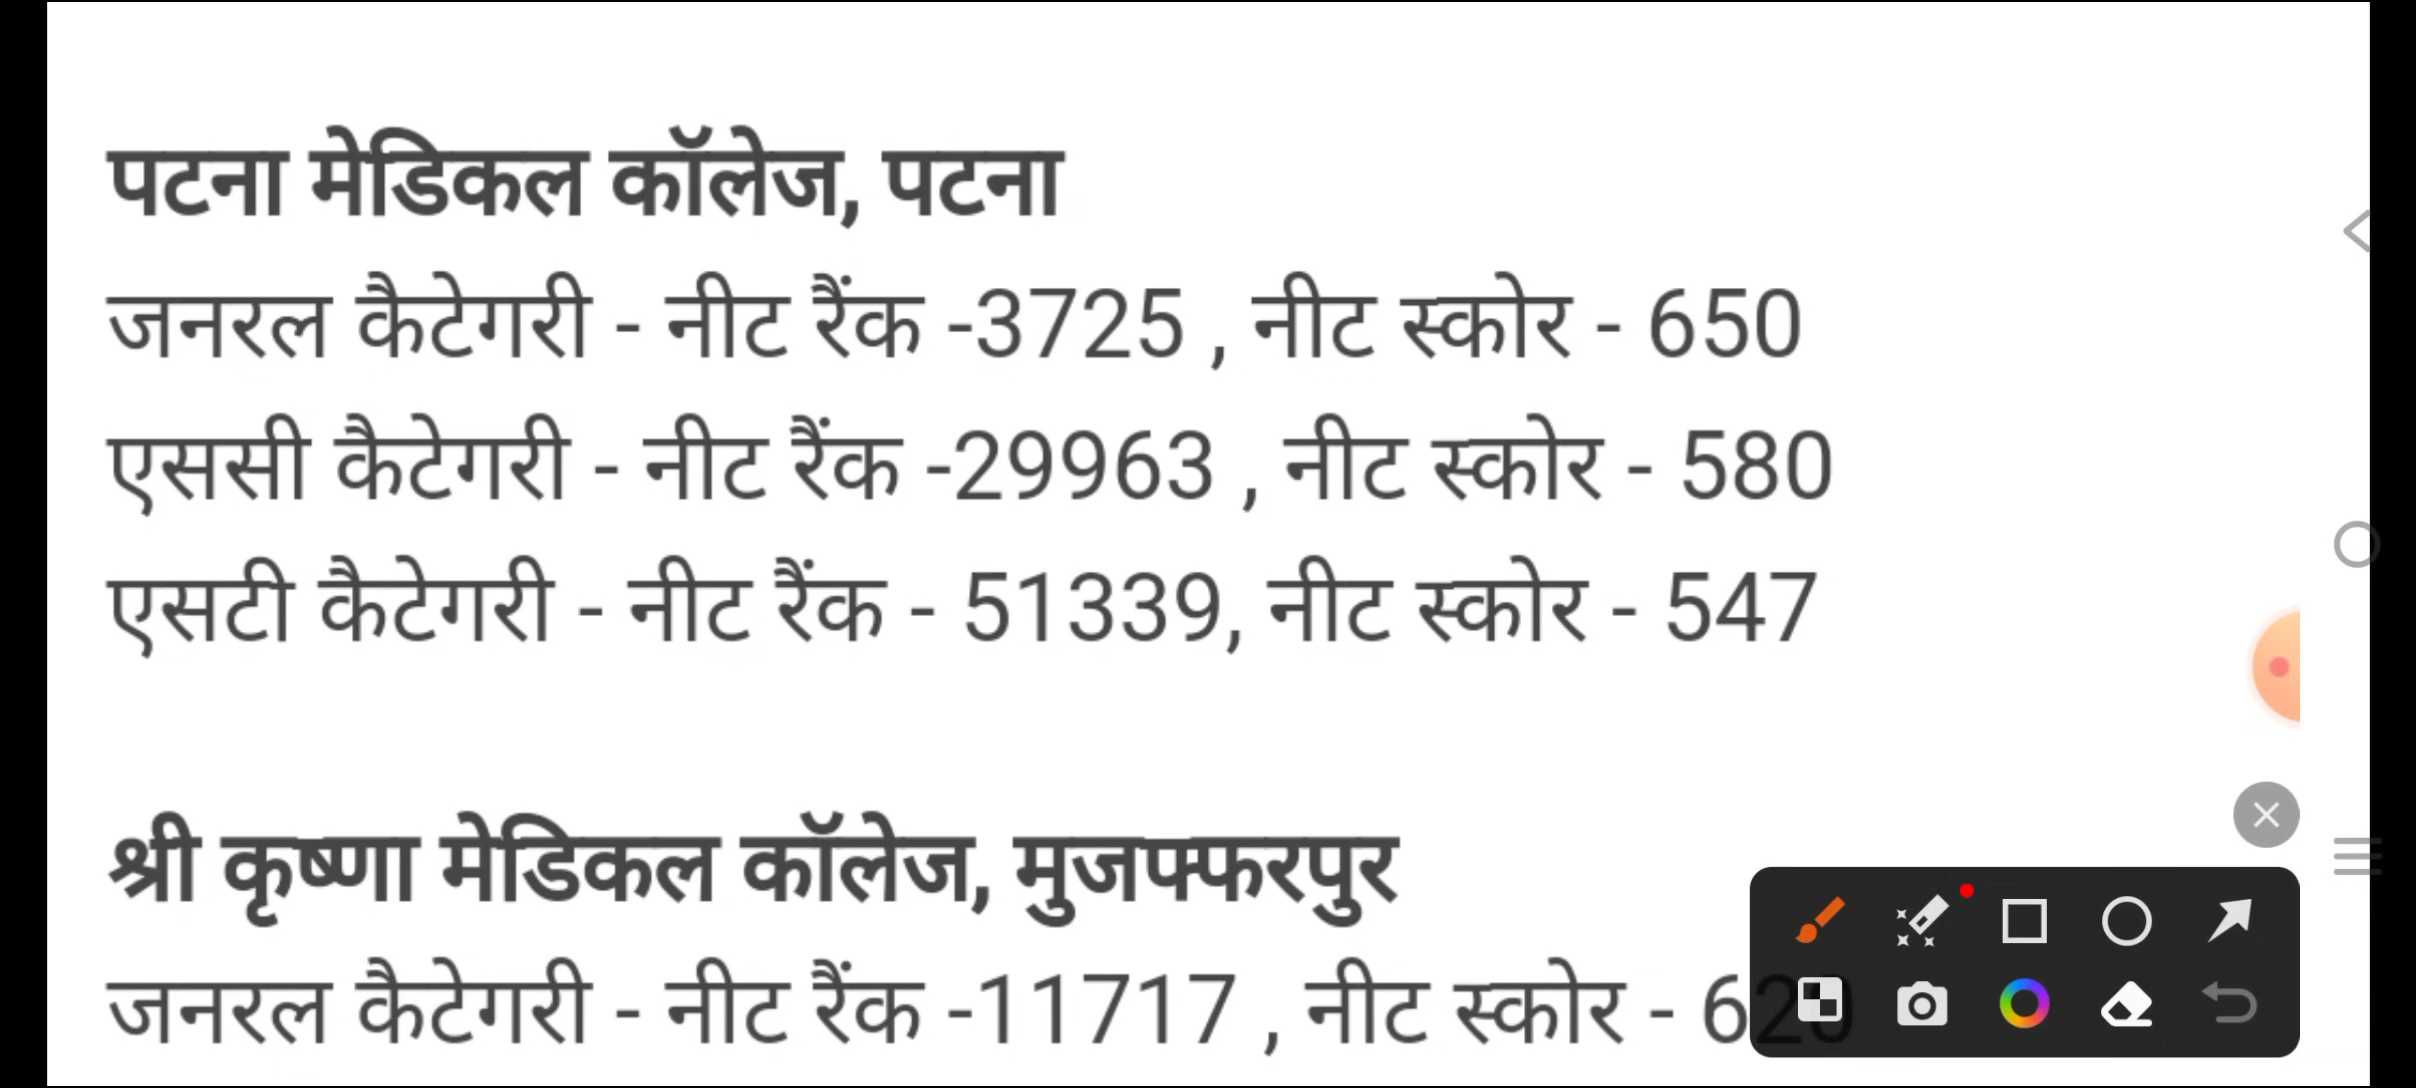 पटना मेडिकल कॉलेज, पटना
जनरल कैटेगरी - नीट रैंक -3725 , नीट स्कोर - 650
एससी कैटेगरी - नीट रैंक -29963 , नीट स्कोर - 580
एसटी कैटेगरी - नीट रैंक - 51339, नीट स्कोर - 547
श्री कृष्णा मेडिकल कॉलेज, मुजफ्फरपुर
जनरल कैटेगरी - नीट रैंक -11717 , नीट स्कोर -